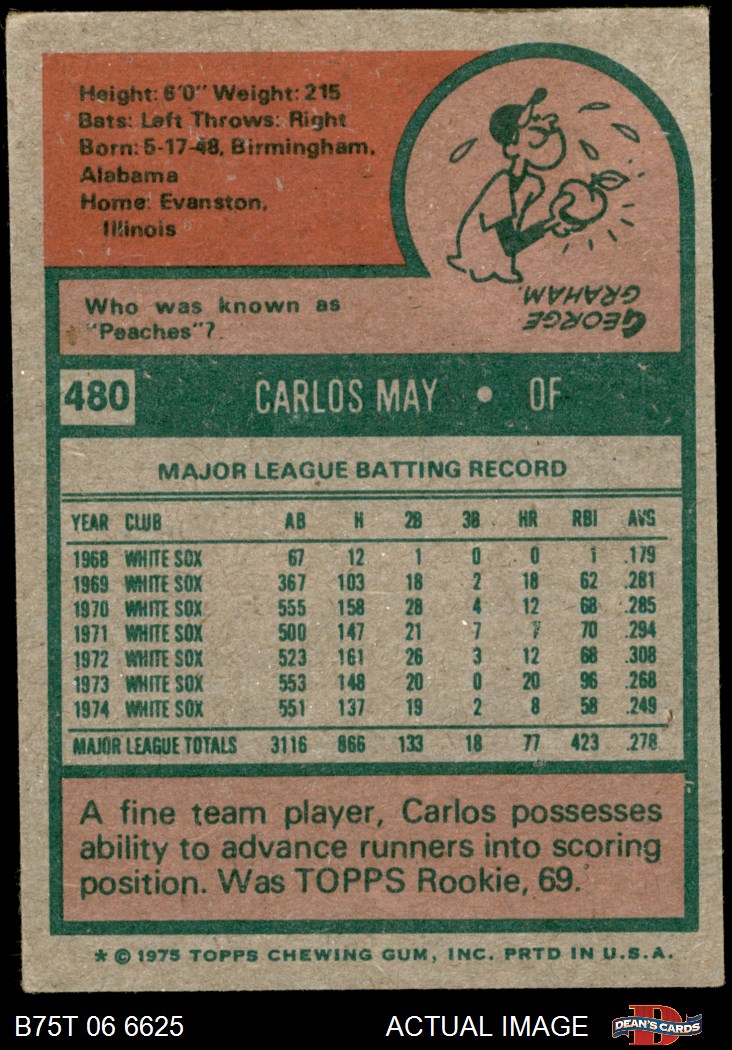 Height: 6'0" Weight: 215
Bats: Left Throws: Right
Born: 5-17-48, Birmingham,
Alabama
Home: Evanston,
Illinois
Who was known as
"Peaches"?
GEORGE
GRAHAM.
480 CARLOS MAY • OF
MAJOR LEAGUE BATTING RECORD
YEAR CLUB AB H 2B 3B HR RBI AVG
1968 WHITE SOX 67 12 1 0 0 1 .179
1969 WHITE SOX 367 103 18 2 18 62 .281
1970 WHITE SOX 555 158 28 4 12 68 .285
1971 WHITE SOX 500 147 21 7 7 70 .294
1972 WHITE SOX 523 161 26 3 12 68 .308
1973 WHITE SOX 553 148 20 0 20 96 .268
1974 WHITE SOX 551 137 19 2 8 58 .249
MAJOR LEAGUE TOTALS 3116 866 133 18 77 423 .278
A fine team player, Carlos possesses
ability to advance runners into scoring
position. Was TOPPS Rookie, 69.
* © 1975 TOPPS CHEWING GUM, INC. PRTD IN U.S.A.
B75T 06 6625 ACTUAL IMAGE D DEAN'S CARDS